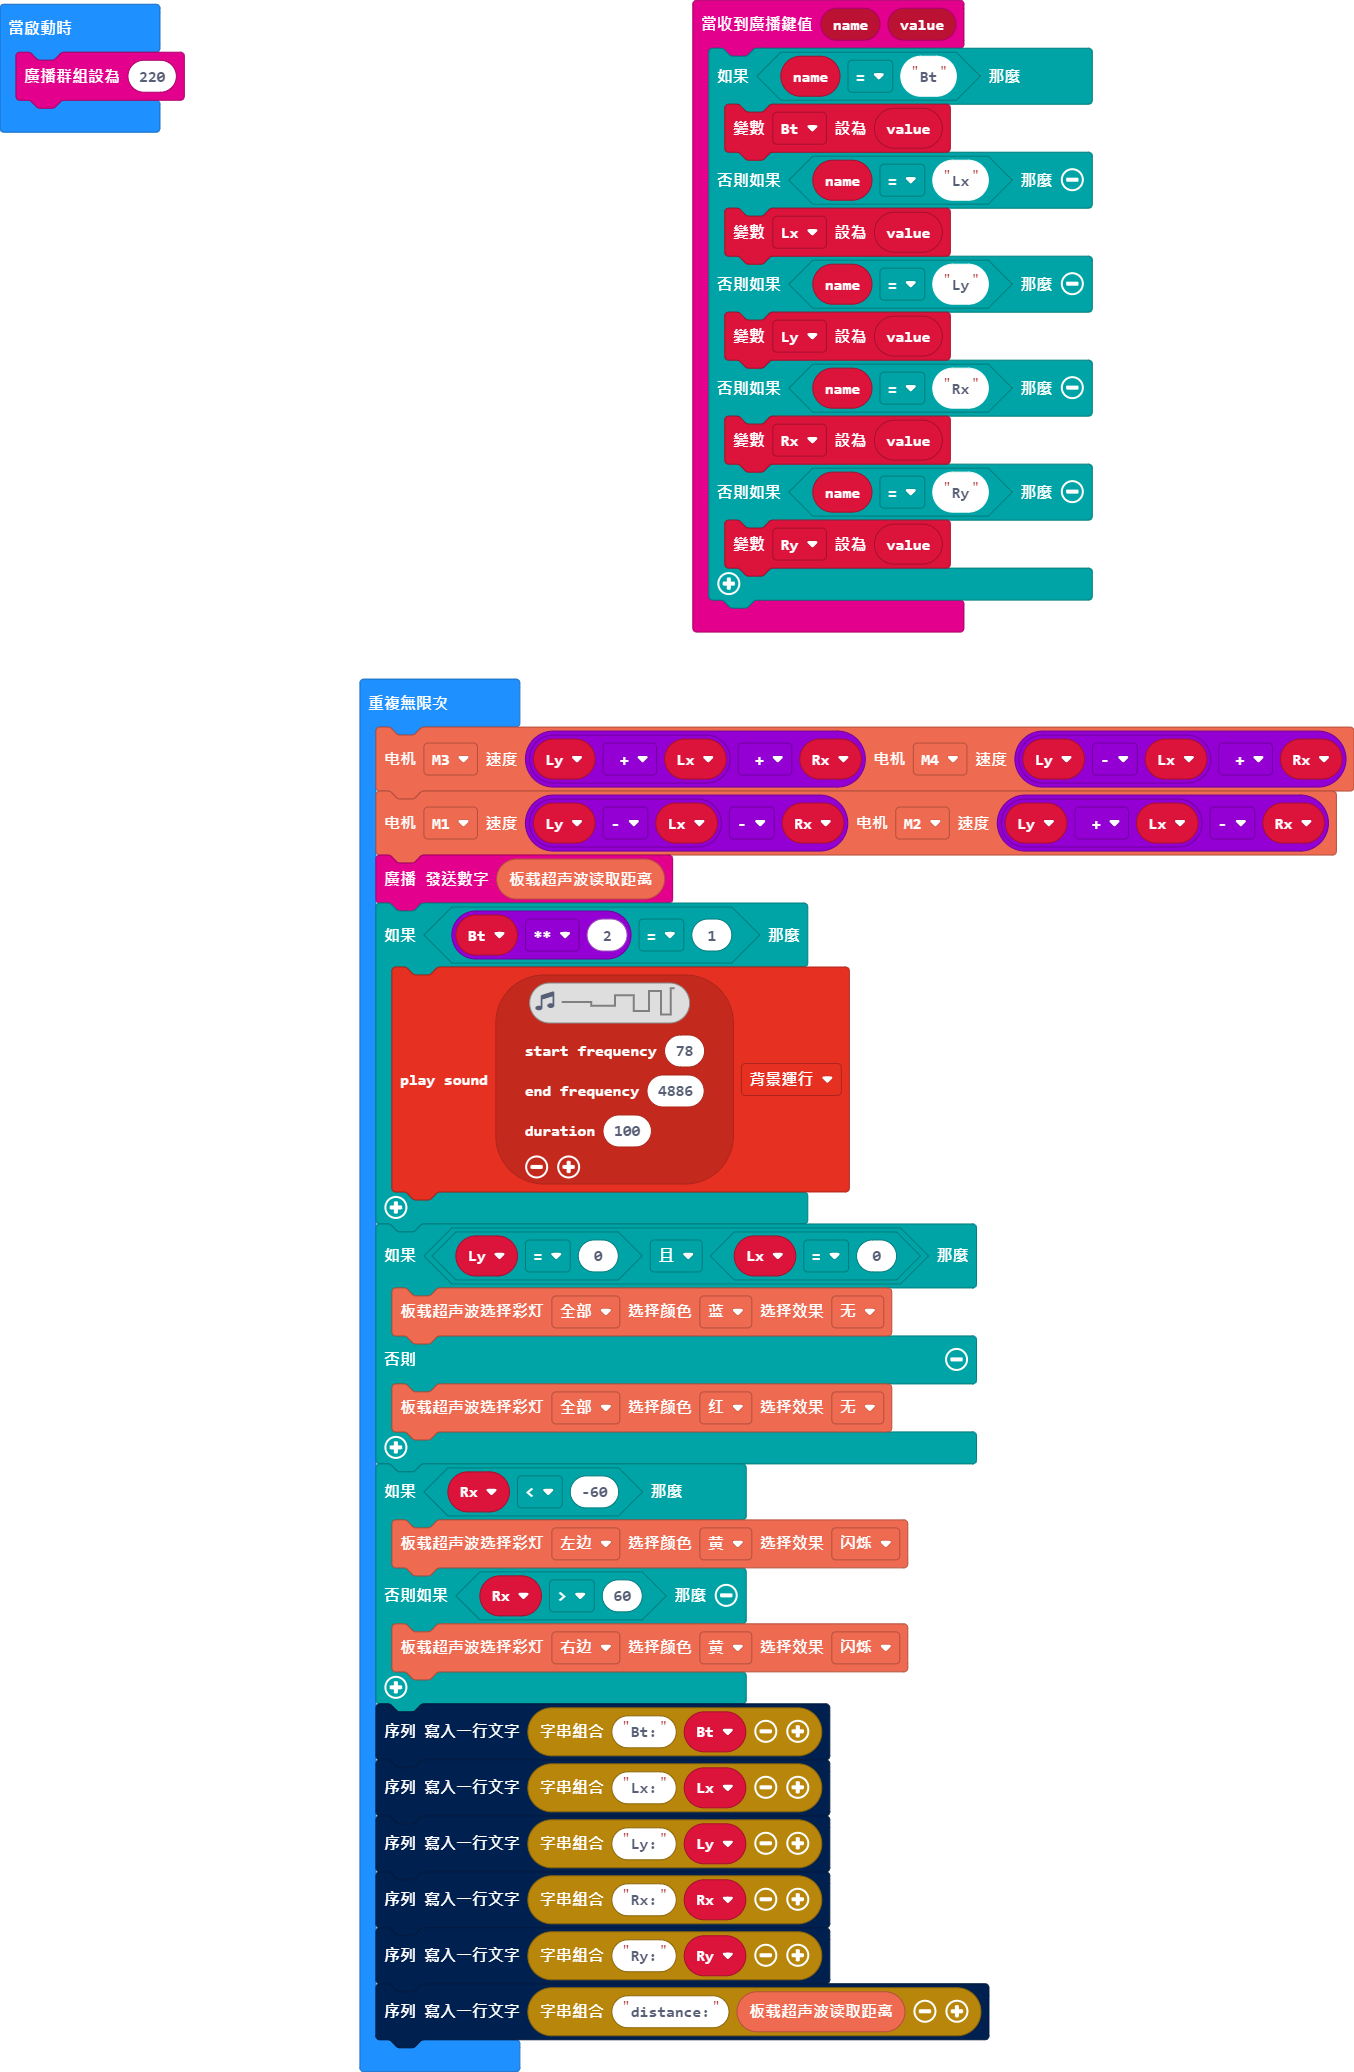 當啟動時
廣播群組設為 220
當收到廣播鍵值 name value
如果 name = "Bt" 那麼
變數 Bt 設為 value
否則如果 name = "Lx" 那麼
變數 Lx 設為 value
否則如果 name = "Ly" 那麼
變數 Ly 設為 value
否則如果 name = "Rx" 那麼
變數 Rx 設為 value
否則如果 name = "Ry" 那麼
變數 Ry 設為 value
重複無限次
电机 M3 速度 Ly + Lx + Rx 电机 M4 速度 Ly - Lx + Rx
电机 M1 速度 Ly - Lx - Rx 电机 M2 速度 Ly + Lx - Rx
廣播 發送數字 板载超声波读取距离
如果 Bt ** 2 = 1 那麼
start frequency 78
end frequency 4886
play sound 背景運行
duration 100
如果 Ly = 0 且 Lx = 0 那麼
板载超声波选择彩灯 全部 选择颜色 蓝 选择效果 无
否則
板载超声波选择彩灯 全部 选择颜色 红 选择效果 无
如果 Rx < -60 那麼
板载超声波选择彩灯 左边 选择颜色 黄 选择效果 闪烁
否則如果 Rx > 60 那麼
板载超声波选择彩灯 右边 选择颜色 黄 选择效果 闪烁
序列 寫入一行文字 字串組合 "Bt:" Bt
序列 寫入一行文字 字串組合 "Lx:" Lx
序列 寫入一行文字 字串組合 "Ly:" Ly
序列 寫入一行文字 字串組合 "Rx:" Rx
序列 寫入一行文字 字串組合 "Ry:" Ry
序列 寫入一行文字 字串組合 "distance:" 板载超声波读取距离